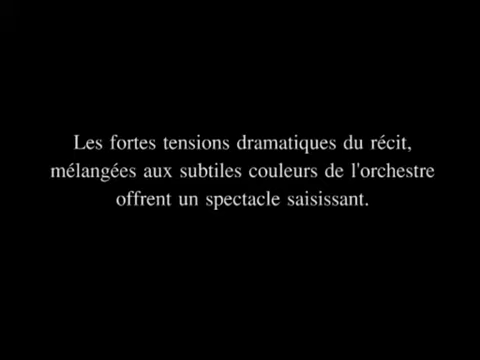 Les fortes tensions dramatiques du récit,
mélangées aux subtiles couleurs de l'orchestre
offrent un spectacle saisissant.